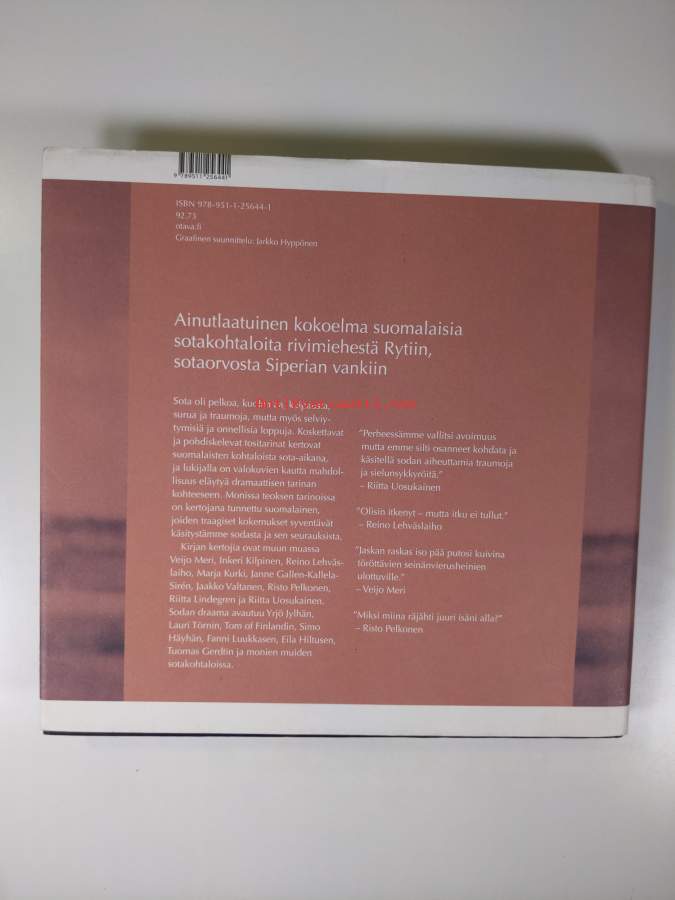 9 789511 256441
ISBN 978-951-1-25644-1
92.73
otava.fi
Graafinen suunnittelu: Jarkko Hyppönen
Ainutlaatuinen kokoelma suomalaisia
sotakohtaloita rivimiehestä Rytiin,
sotaorvosta Siperian vankiin
Sota oli pelkoa,
surua ja traumoja, mutta myös selviy-
tymisiä ja onnellisia loppuja. Koskettavat
ja pohdiskelevat tositarinat kertovat
suomalaisten kohtaloista sota-aikana,
ja lukijalla on valokuvien kautta mahdol-
lisuus eläytyä dramaattisen tarinan
kohteeseen. Monissa teoksen tarinoissa
on kertojana tunnettu suomalainen,
joiden traagiset kokemukset syventävät
käsitystämme sodasta ja sen seurauksista.
Kirjan kertojia ovat muun muassa
Veijo Meri, Inkeri Kilpinen, Reino Lehväs-
laiho, Marja Kurki, Janne Gallen-Kallela-
Sirén, Jaakko Valtanen, Risto Pelkonen,
Riitta Lindegren ja Riitta Uosukainen.
Sodan draama avautuu Yrjö Jylhän,
Lauri Törnin, Tom of Finlandin, Simo
Häyhän, Fanni Luukkasen, Eila Hiltusen,
Tuomas Gerdtin ja monien muiden
sotakohtaloissa.
"Perheessämme vallitsi avoimuus
mutta emme silti osanneet kohdata ja
käsitellä sodan aiheuttamia traumoja
ja sielunsykkyröitä."
– Riitta Uosukainen
"Olisin itkenyt – mutta itku ei tullut."
– Reino Lehväslaiho
"Jaskan raskas iso pää putosi kuivina
töröttävien seinänvierusheinien
ulottuville."
– Veijo Meri
"Miksi miina räjähti juuri isäni alla?"
– Risto Pelkonen